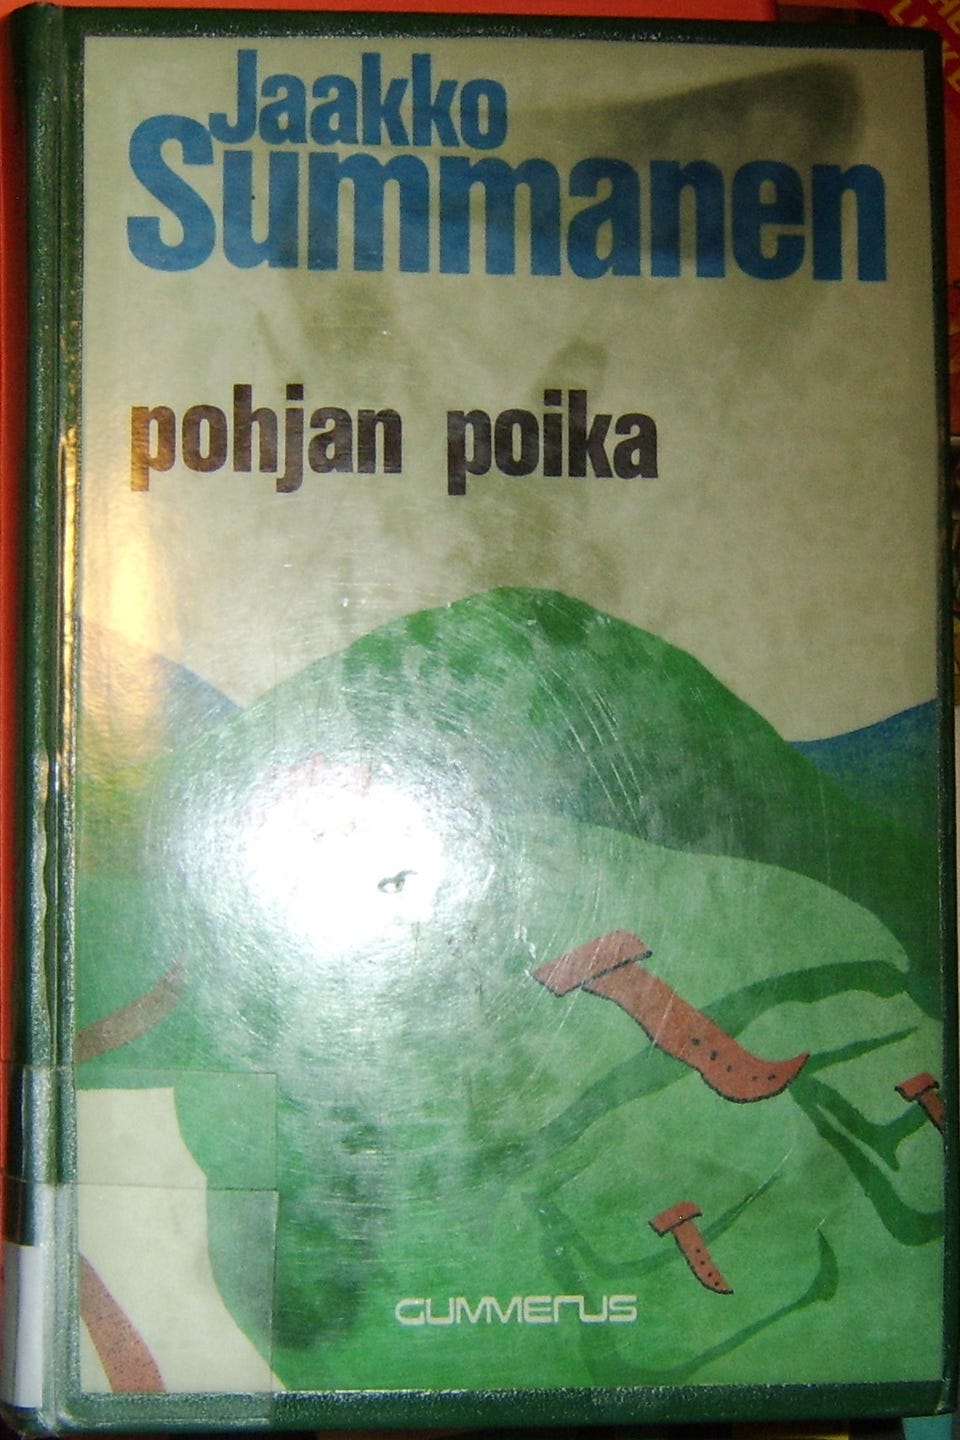 Jaakko
Summanen
pohjan poika
GUMMERUS